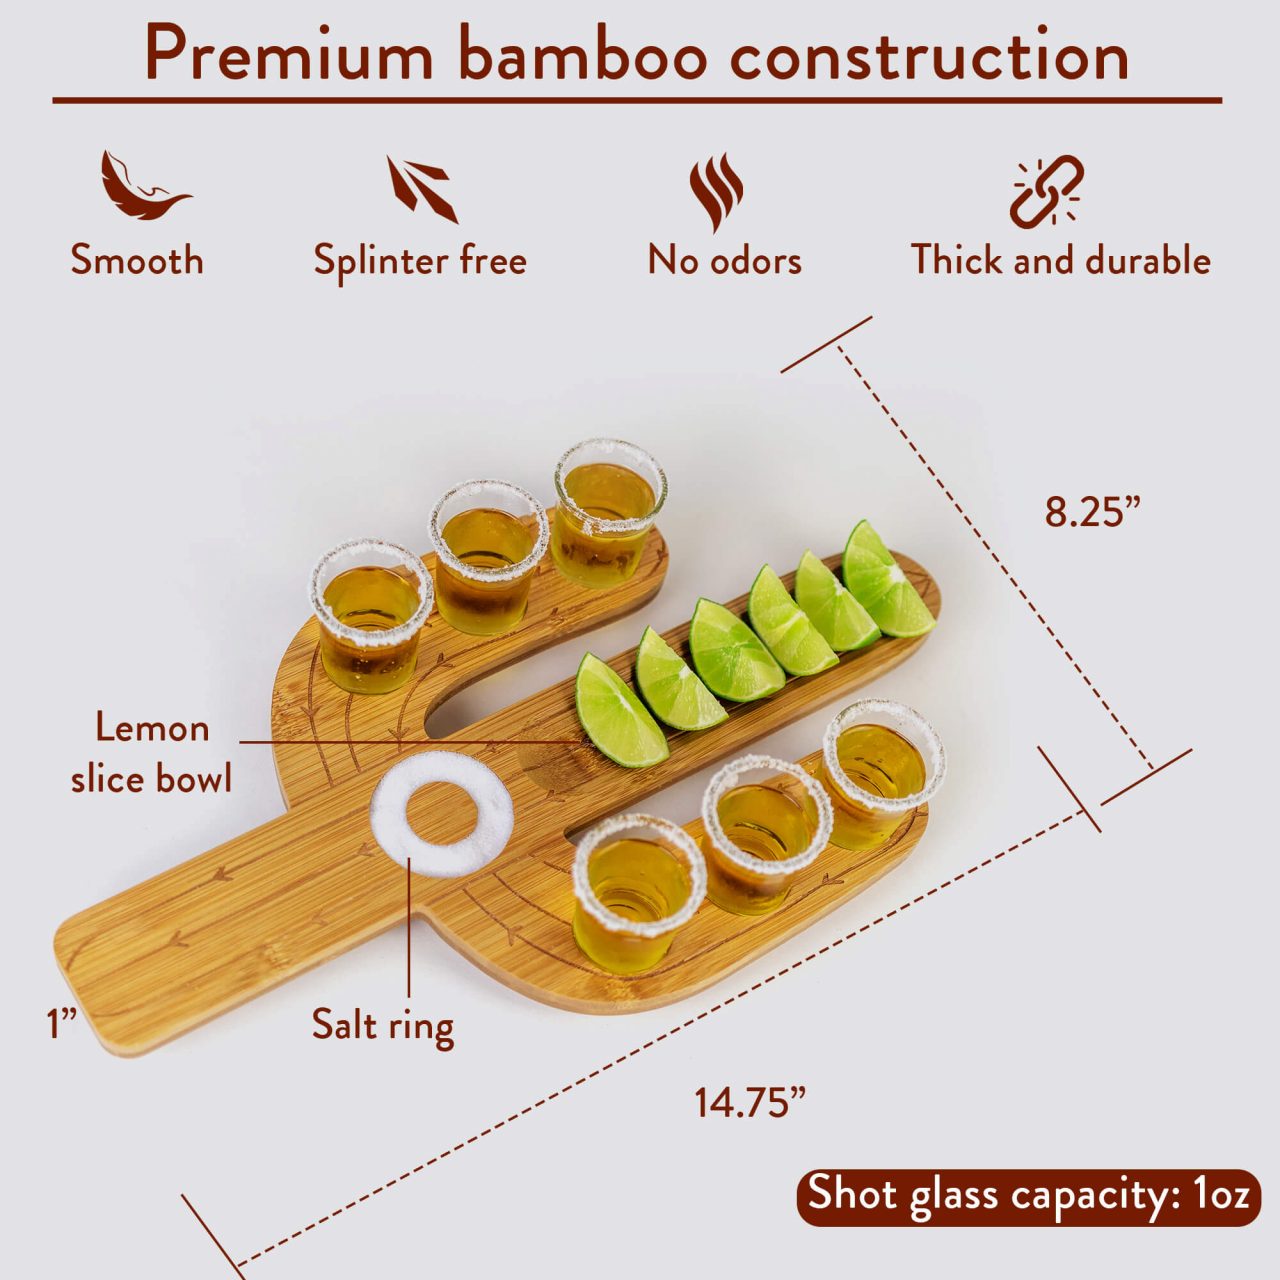 Premium bamboo construction
Smooth
Splinter free
No odors
Thick and durable
8.25”
Lemon
slice bowl
1”
Salt ring
14.75”
Shot glass capacity: 1oz